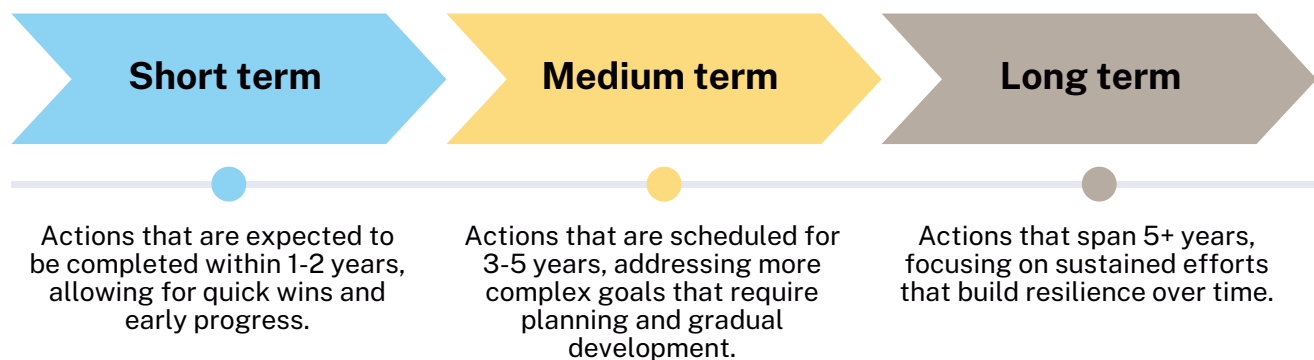 Short term
Medium term
Long term
Actions that are expected to
be completed within 1-2 years,
allowing for quick wins and
early progress.
Actions that are scheduled for
3-5 years, addressing more
complex goals that require
planning and gradual
development.
Actions that span 5+ years,
focusing on sustained efforts
that build resilience over time.